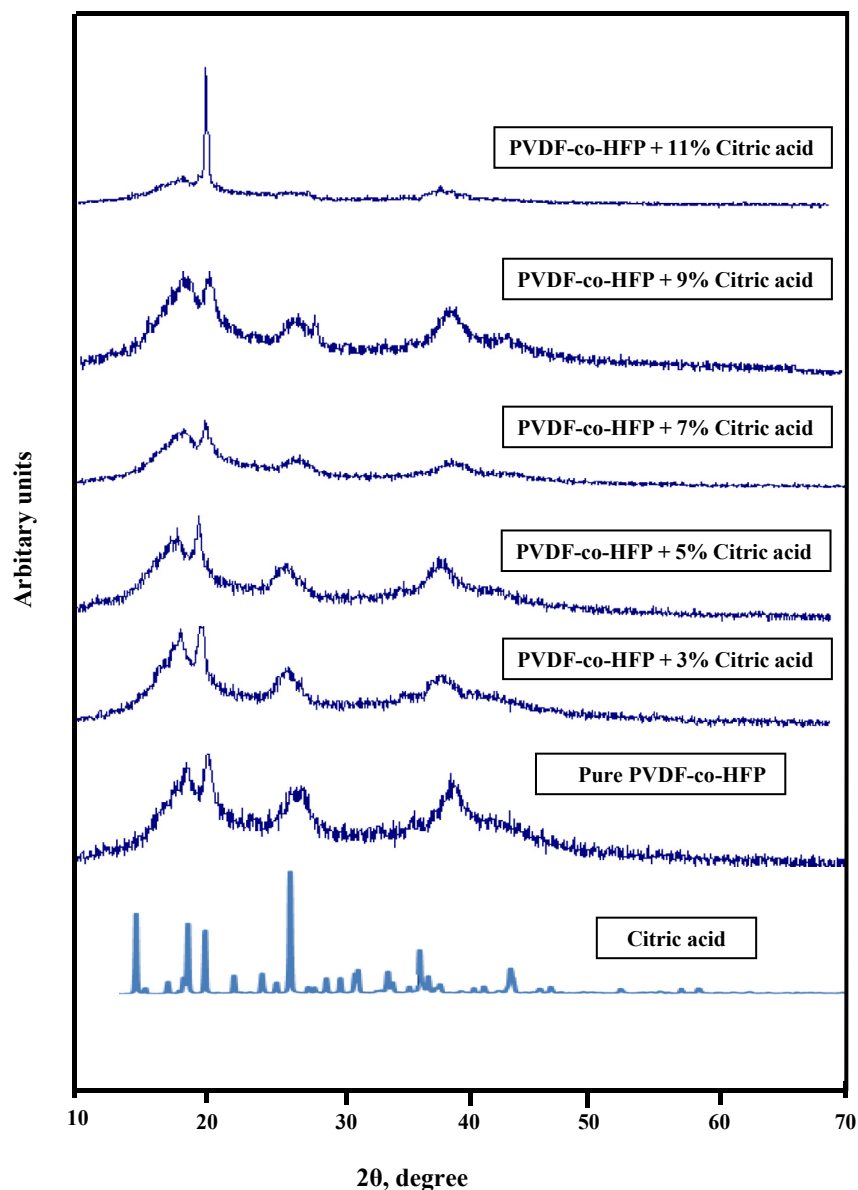 PVDF-co-HFP + 11% Citric acid
PVDF-co-HFP + 9% Citric acid
PVDF-co-HFP + 7% Citric acid
PVDF-co-HFP + 5% Citric acid
PVDF-co-HFP + 3% Citric acid
Pure PVDF-co-HFP
Citric acid
Arbitary units
10 20 30 40 50 60 70
2θ, degree